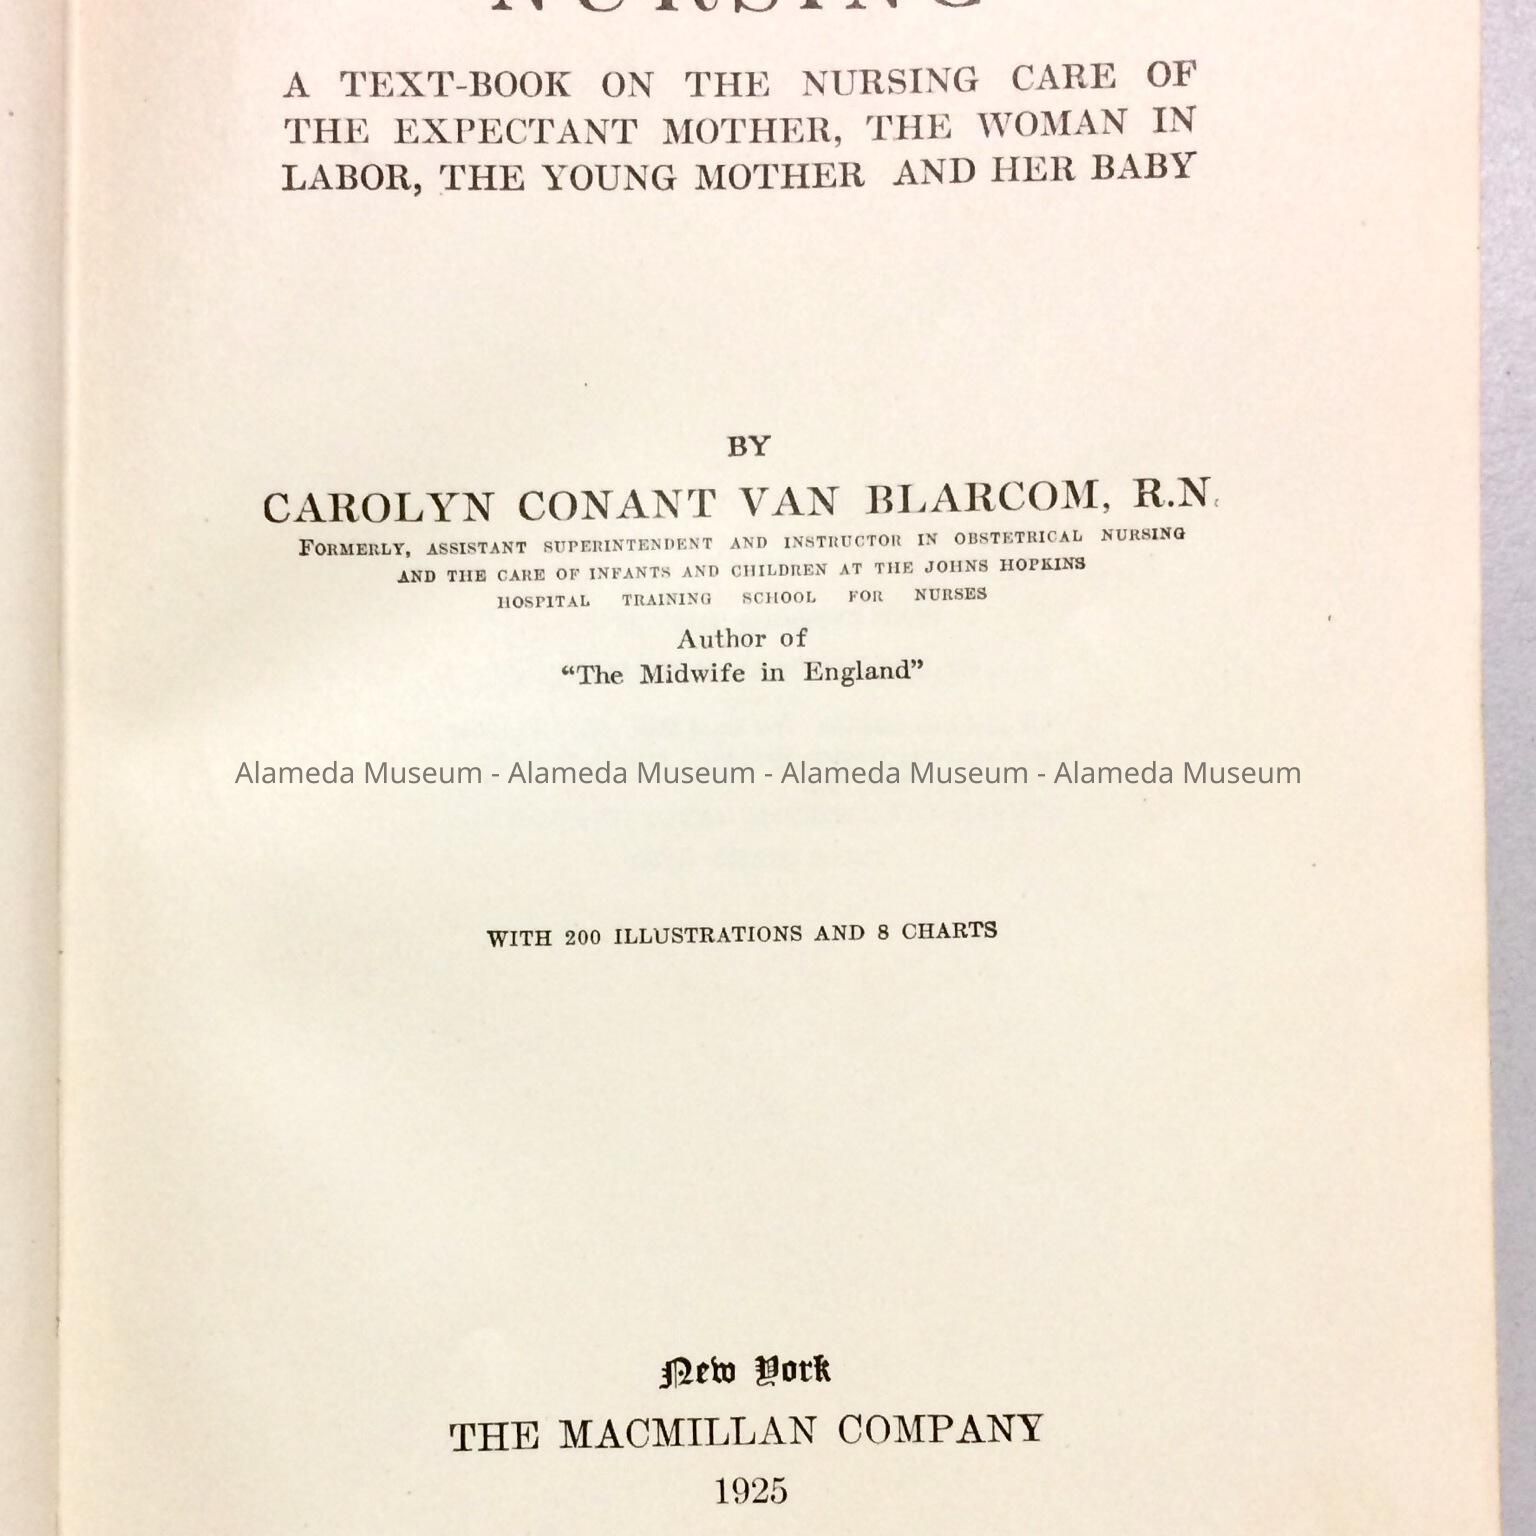 NURSING
A TEXT-BOOK ON THE NURSING CARE OF
THE EXPECTANT MOTHER, THE WOMAN IN
LABOR, THE YOUNG MOTHER AND HER BABY
BY
CAROLYN CONANT VAN BLARCOM, R.N.
FORMERLY, ASSISTANT SUPERINTENDENT AND INSTRUCTOR IN OBSTETRICAL NURSING
AND THE CARE OF INFANTS AND CHILDREN AT THE JOHNS HOPKINS
HOSPITAL TRAINING SCHOOL FOR NURSES
Author of
“The Midwife in England”
Alameda Museum - Alameda Museum - Alameda Museum - Alameda Museum
WITH 200 ILLUSTRATIONS AND 8 CHARTS
New York
THE MACMILLAN COMPANY
1925